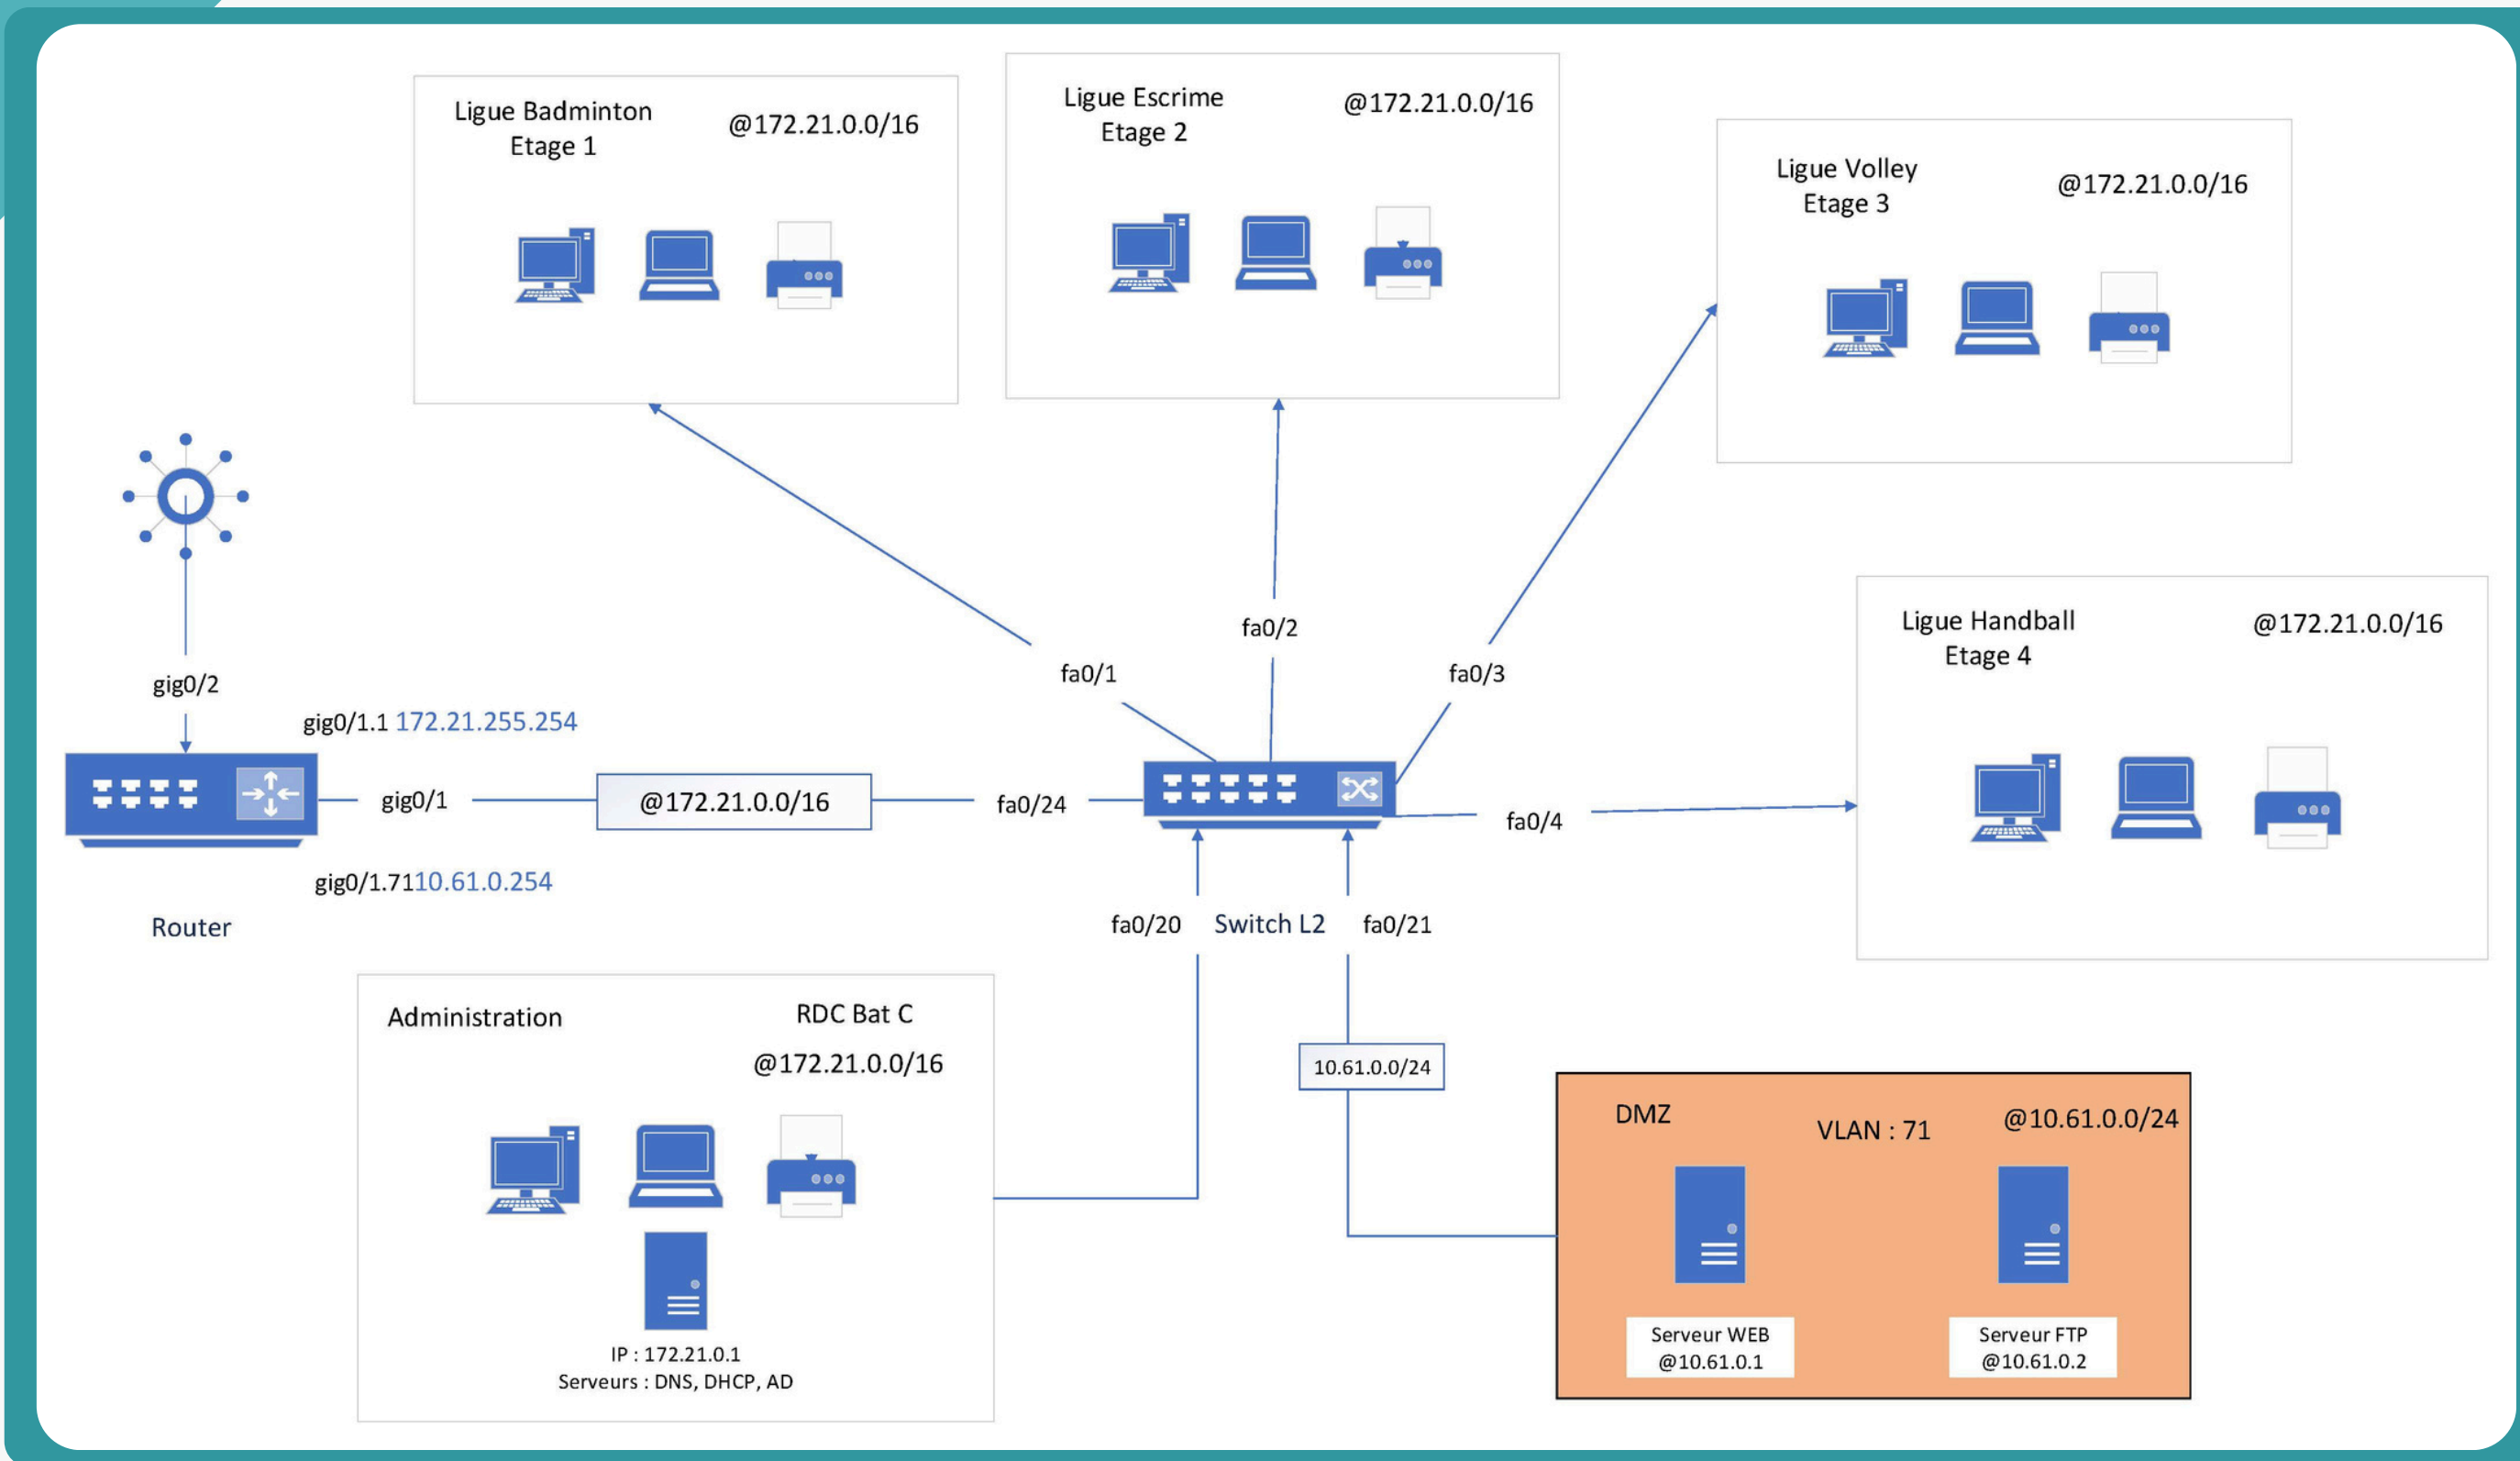 Ligue Badminton
Etage 1
@172.21.0.0/16
Ligue Escrime
Etage 2
@172.21.0.0/16
Ligue Volley
Etage 3
@172.21.0.0/16
Ligue Handball
Etage 4
@172.21.0.0/16
fa0/1
fa0/2
fa0/3
fa0/4
gig0/2
gig0/1.1 172.21.255.254
gig0/1
@172.21.0.0/16
fa0/24
gig0/1.7110.61.0.254
Router
fa0/20
Switch L2
fa0/21
Administration
RDC Bat C
@172.21.0.0/16
IP : 172.21.0.1
Serveurs : DNS, DHCP, AD
10.61.0.0/24
DMZ
VLAN : 71
@10.61.0.0/24
Serveur WEB
@10.61.0.1
Serveur FTP
@10.61.0.2